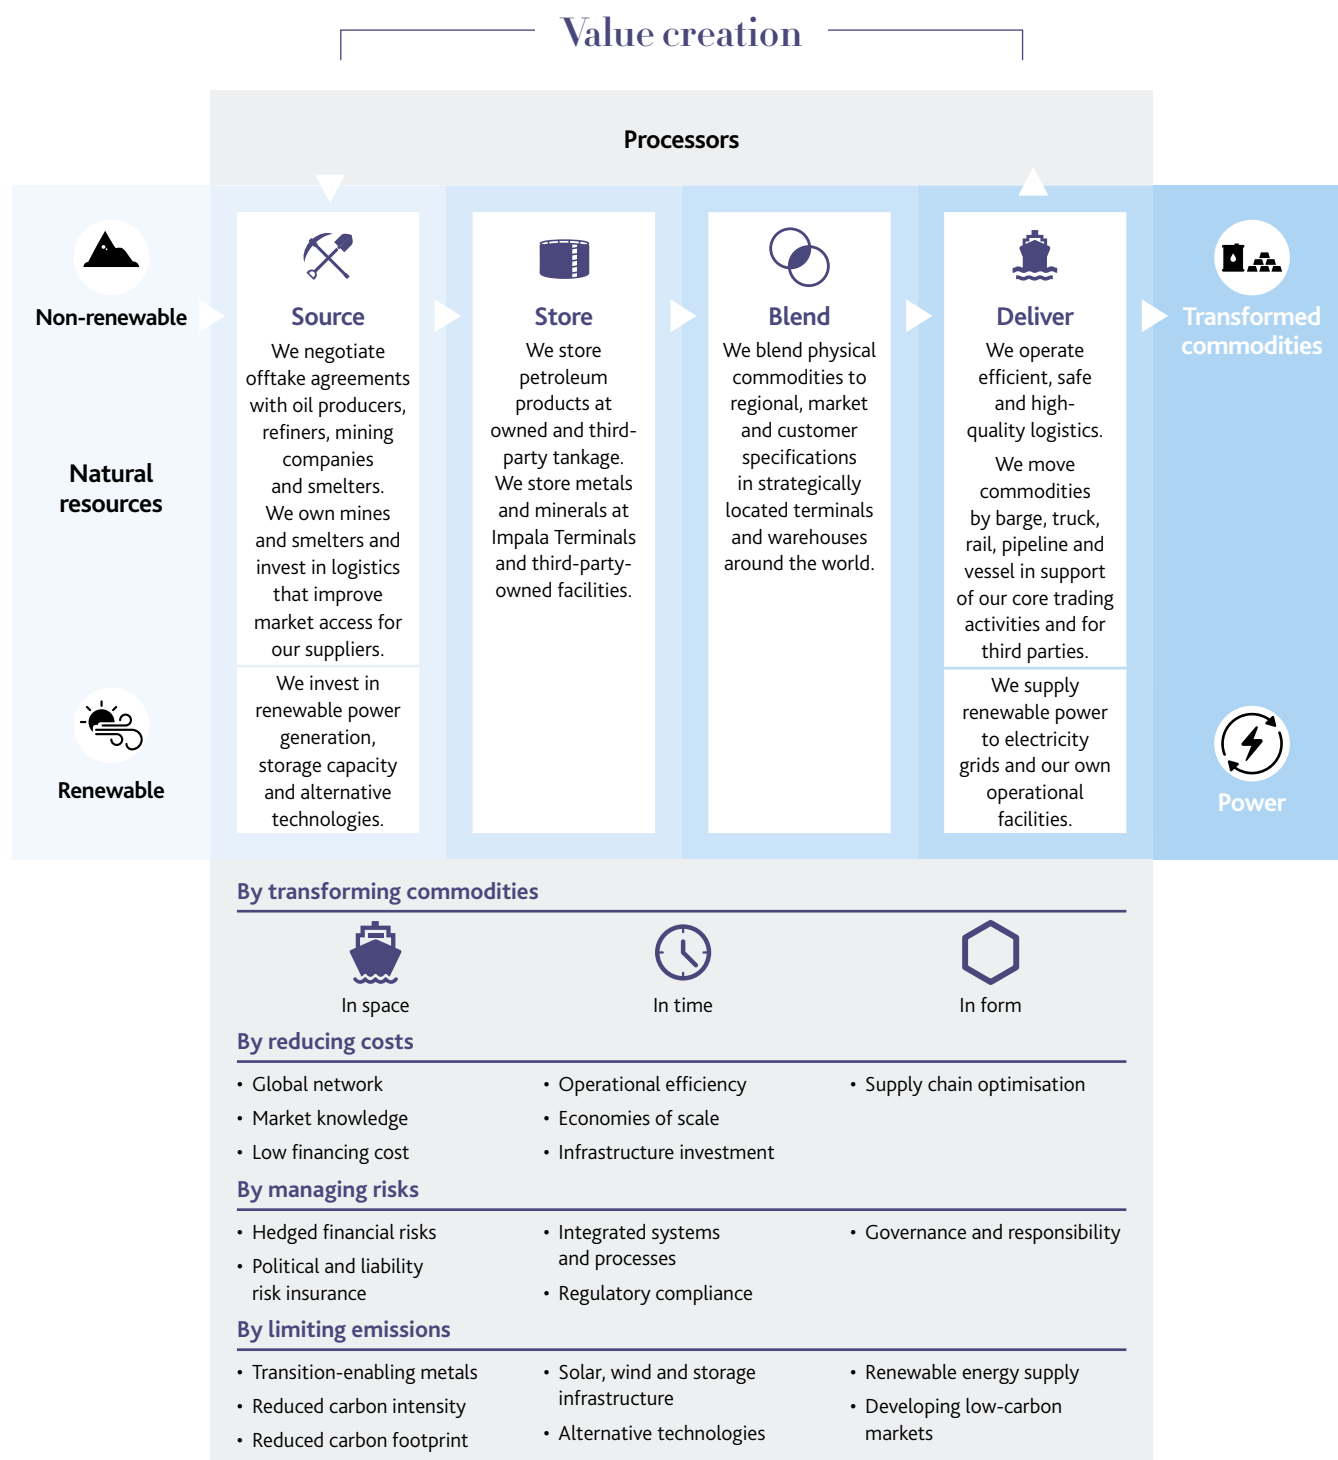 Value creation
Processors
Non-renewable
Natural
resources
Renewable
Source
We negotiate
offtake agreements
with oil producers,
refiners, mining
companies
and smelters.
We own mines
and smelters and
invest in logistics
that improve
market access for
our suppliers.
We invest in
renewable power
generation,
storage capacity
and alternative
technologies.
Store
We store
petroleum
products at
owned and third-
party tankage.
We store metals
and minerals at
Impala Terminals
and third-party-
owned facilities.
Blend
We blend physical
commodities to
regional, market
and customer
specifications
in strategically
located terminals
and warehouses
around the world.
Deliver
We operate
efficient, safe
and high-
quality logistics.
We move
commodities
by barge, truck,
rail, pipeline and
vessel in support
of our core trading
activities and for
third parties.
We supply
renewable power
to electricity
grids and our own
operational
facilities.
Transformed
commodities
Power
By transforming commodities
In space
In time
In form
By reducing costs
• Global network
• Market knowledge
• Low financing cost
• Operational efficiency
• Economies of scale
• Infrastructure investment
• Supply chain optimisation
By managing risks
• Hedged financial risks
• Political and liability
risk insurance
• Integrated systems
and processes
• Regulatory compliance
• Governance and responsibility
By limiting emissions
• Transition-enabling metals
• Reduced carbon intensity
• Reduced carbon footprint
• Solar, wind and storage
infrastructure
• Alternative technologies
• Renewable energy supply
• Developing low-carbon
markets